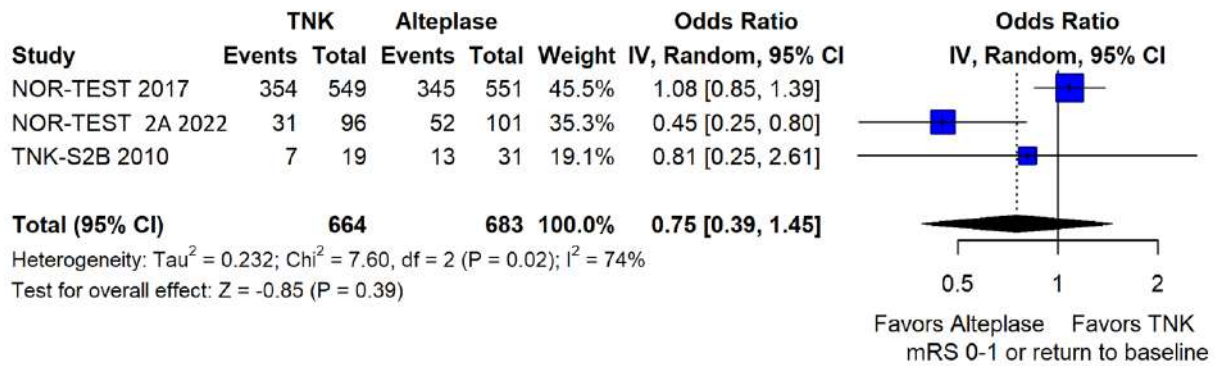 TNK Alteplase Odds Ratio Odds Ratio
Study Events Total Events Total Weight IV, Random, 95% CI IV, Random, 95% CI
NOR-TEST 2017 354 549 345 551 45.5% 1.08 [0.85, 1.39]
NOR-TEST 2A 2022 31 96 52 101 35.3% 0.45 [0.25, 0.80]
TNK-S2B 2010 7 19 13 31 19.1% 0.81 [0.25, 2.61]
Total (95% CI) 664 683 100.0% 0.75 [0.39, 1.45]
Heterogeneity: Tau² = 0.232; Chi² = 7.60, df = 2 (P = 0.02); I² = 74%
Test for overall effect: Z = -0.85 (P = 0.39)
0.5 1 2
Favors Alteplase Favors TNK
mRS 0-1 or return to baseline